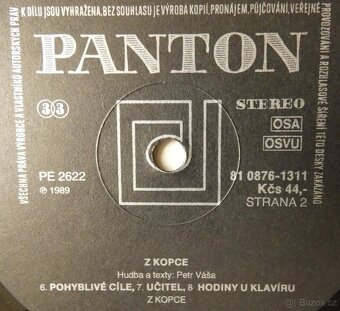 K DÍLU JSOU VYHRAŽENA. BEZ SOUHLASU JE VÝROBA KOPIÍ, PRONÁJEM, PŮJČOVÁNÍ, VEŘEJNÉ
PROVOZOVÁNÍ A ROZHLASOVÉ ŠÍŘENÍ TÉTO DESKY ZAKÁZÁNO
VŠECHNA PRÁVA VÝROBCE A VLASTNÍKŮ AUTORSKÝCH PRÁV
PANTON
33
STEREO
OSA
OSVU
PE 2622
℗ 1989
81 0876-1311
Kčs 44,-
STRANA 2
Z KOPCE
Hudba a texty: Petr Váša
6. POHYBLIVÉ CÍLE, 7. UČITEL, 8 HODINY U KLAVÍRU
Z KOPCE